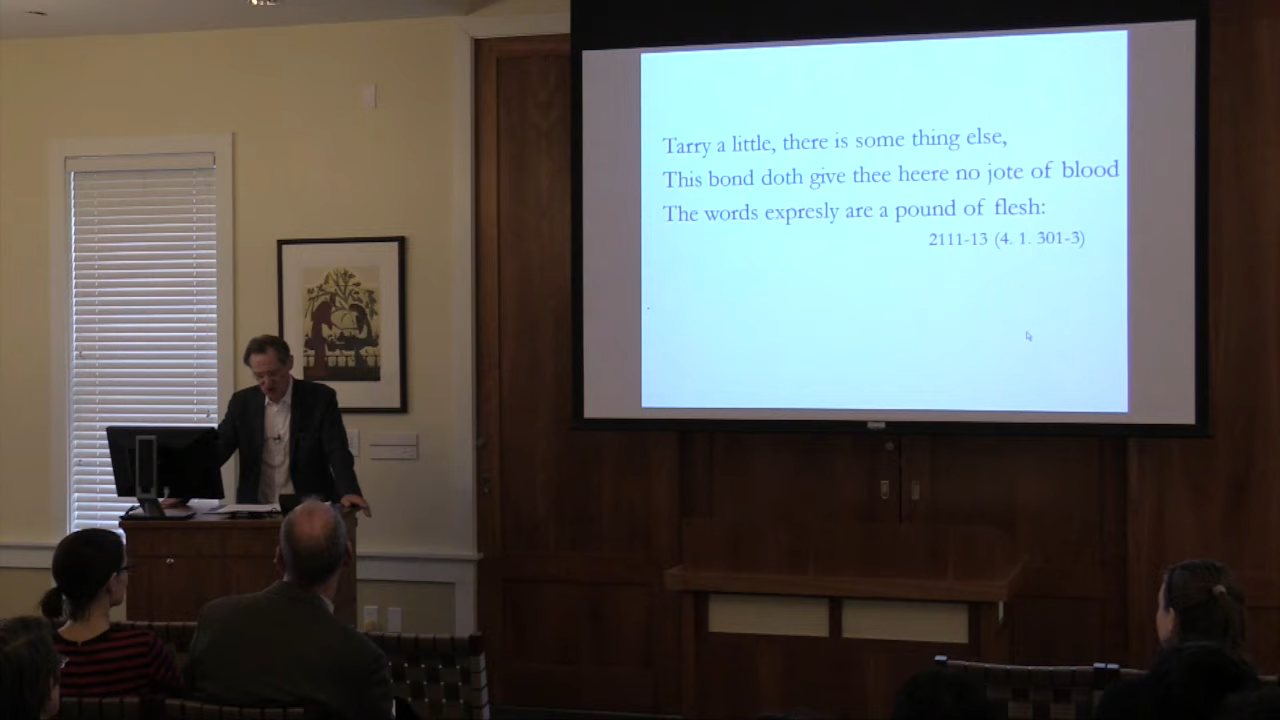 Tarry a little, there is some thing else,
This bond doth give thee heere no jote of blood
The words expresly are a pound of flesh:
2111-13 (4. 1. 301-3)